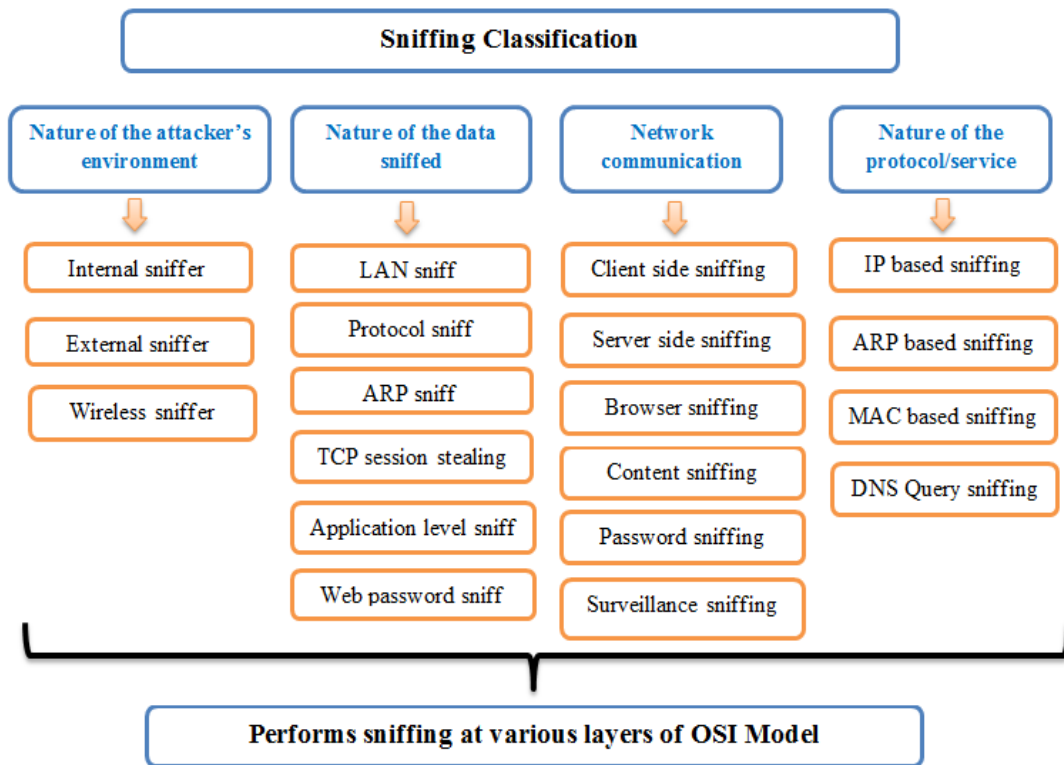 Sniffing Classification
Nature of the attacker's
environment
Internal sniffer
External sniffer
Wireless sniffer
Nature of the data
sniffed
LAN sniff
Protocol sniff
ARP sniff
TCP session stealing
Application level sniff
Web password sniff
Network
communication
Client side sniffing
Server side sniffing
Browser sniffing
Content sniffing
Password sniffing
Surveillance sniffing
Nature of the
protocol/service
IP based sniffing
ARP based sniffing
MAC based sniffing
DNS Query sniffing
Performs sniffing at various layers of OSI Model